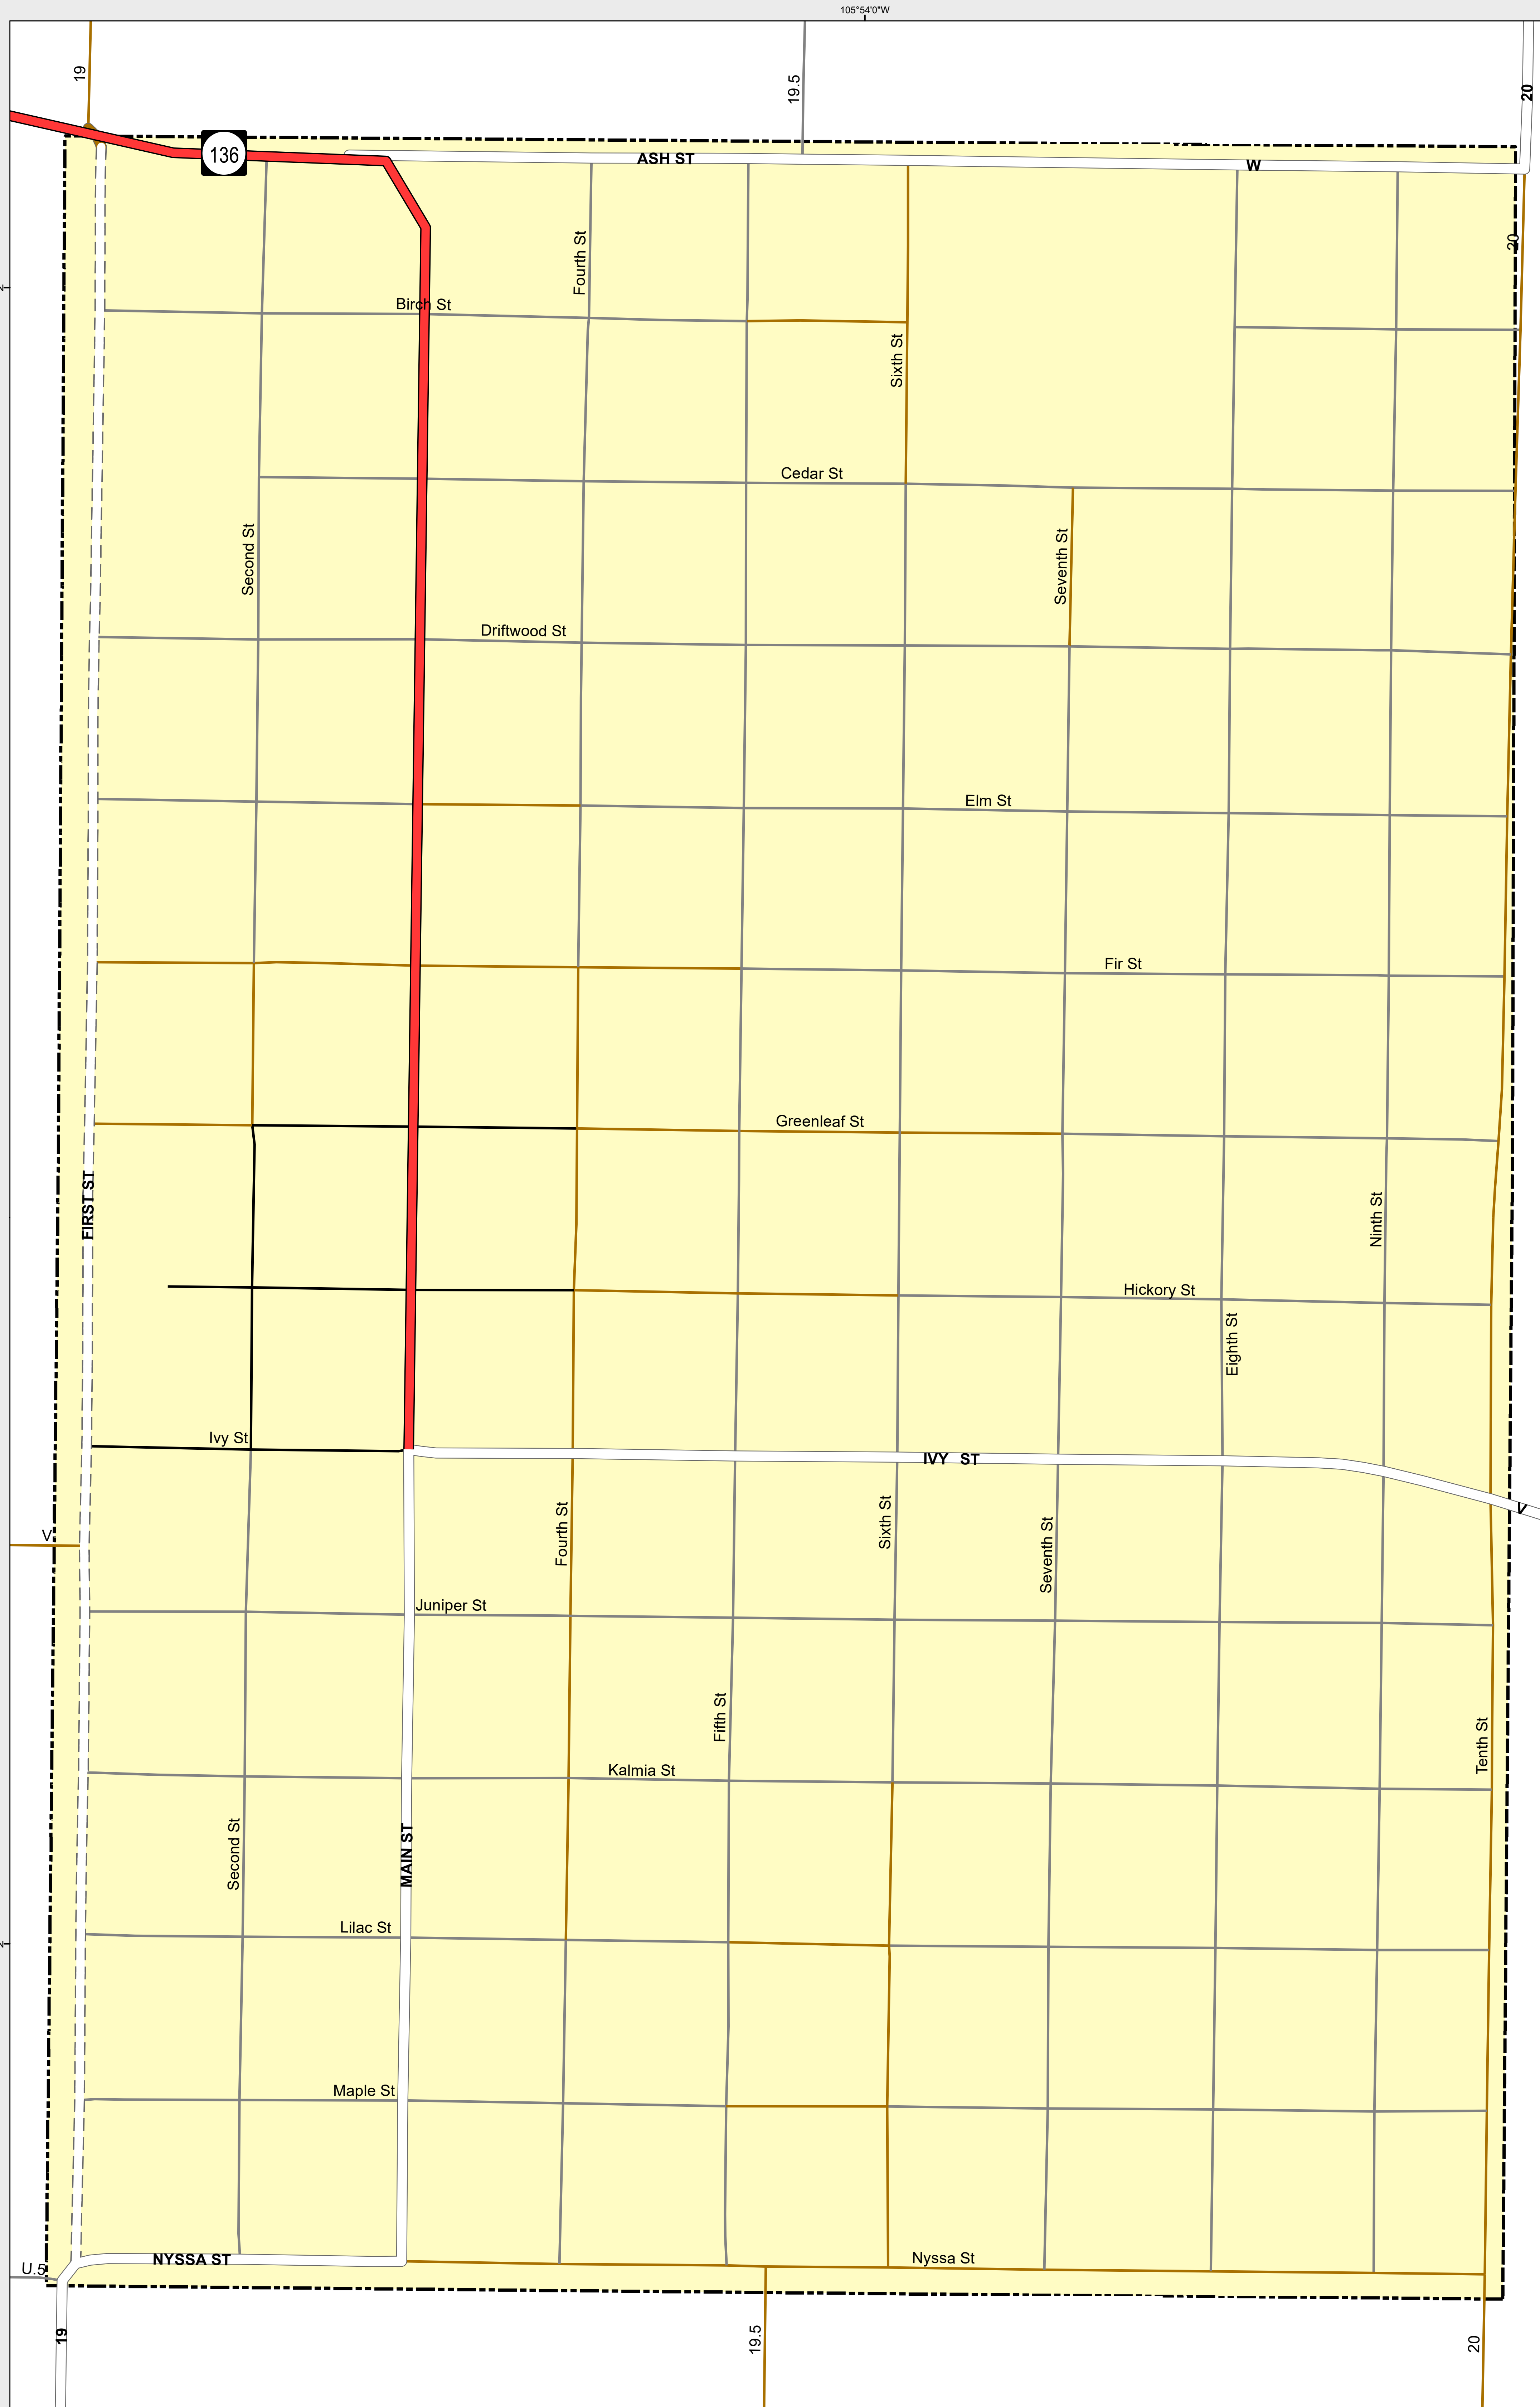 105°54'0"W
19
19.5
20
136
ASH ST
W
20
Fourth St
Birch St
Sixth St
Cedar St
Second St
Seventh St
Driftwood St
Elm St
Fir St
Greenleaf St
FIRST ST
Ninth St
Hickory St
Eighth St
Ivy St
IVY ST
V
V
Fourth St
Sixth St
Seventh St
Juniper St
Fifth St
Tenth St
Kalmia St
Second St
MAIN ST
Lilac St
Maple St
NYSSA ST
Nyssa St
U.5
19
19.5
20